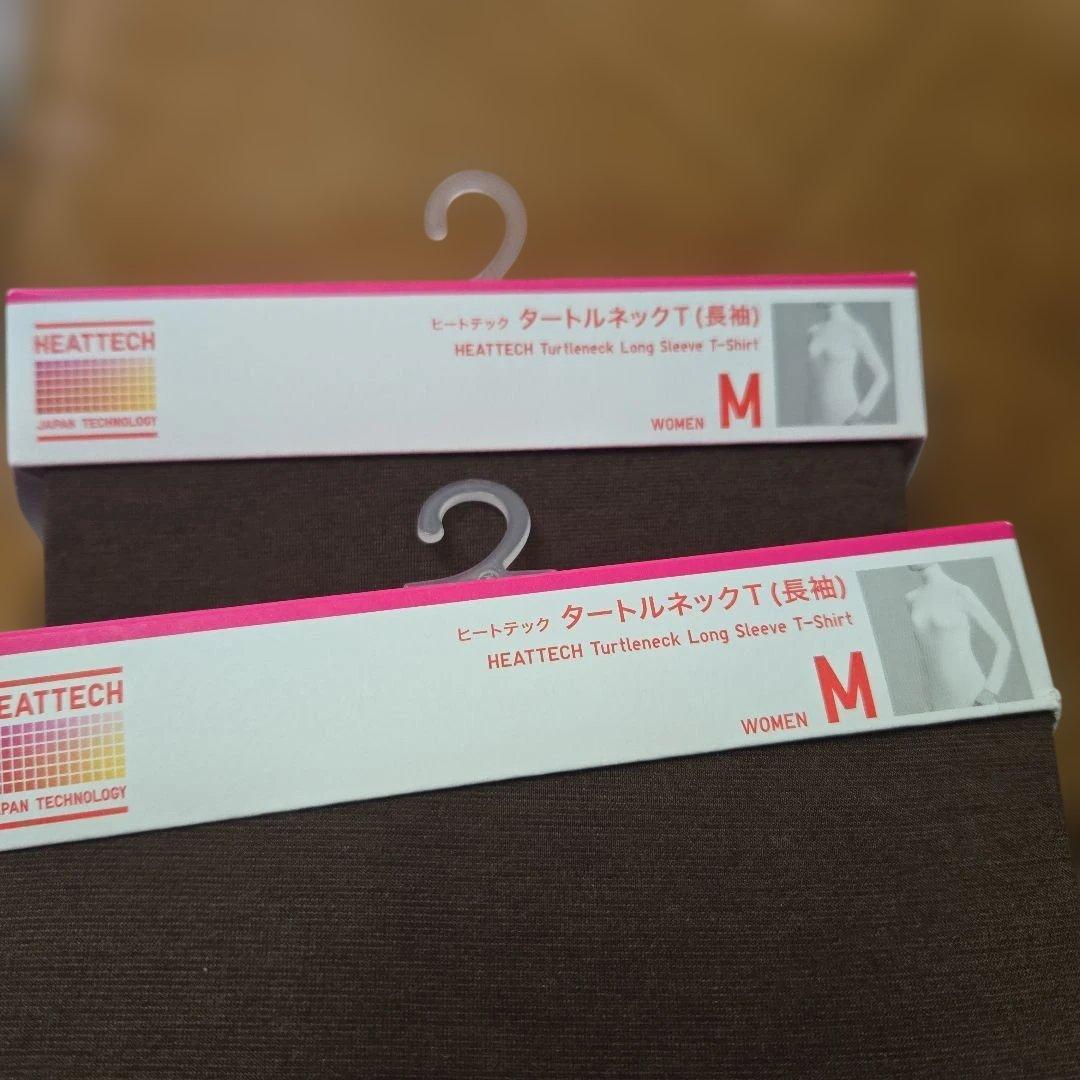 HEATTECH
JAPAN TECHNOLOGY
ヒートテック タートルネックT (長袖)
HEATTECH Turtleneck Long Sleeve T-Shirt
WOMEN M
EATTECH
APAN TECHNOLOGY
ヒートテック タートルネックT (長袖)
HEATTECH Turtleneck Long Sleeve T-Shirt
WOMEN M